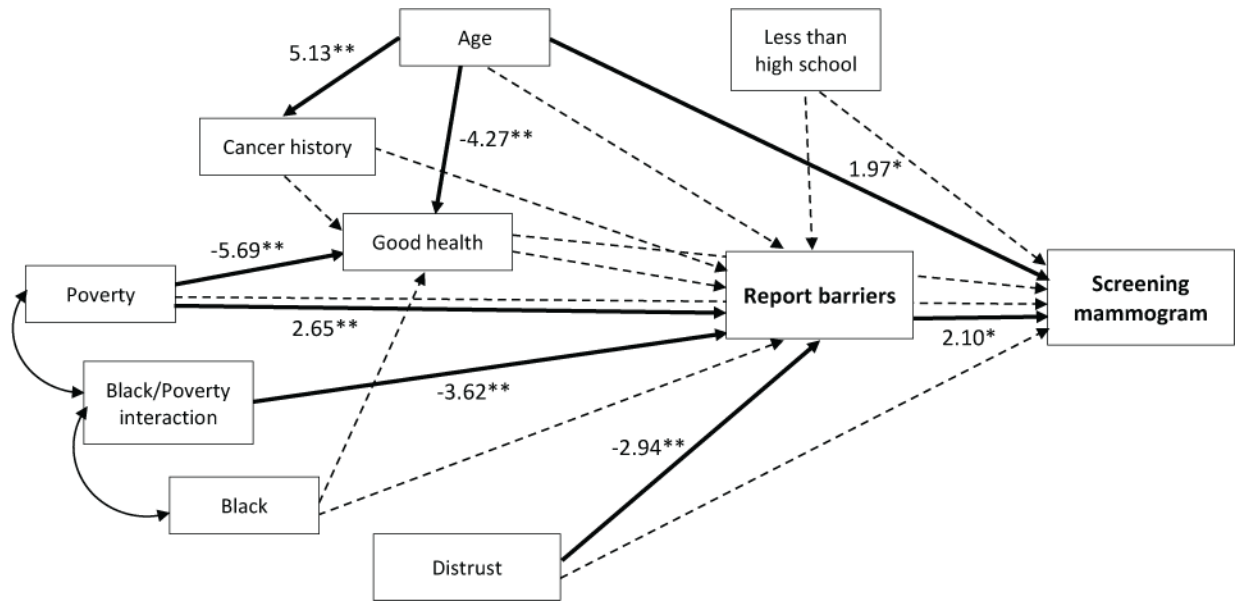 Age
Less than
high school
5.13**
Cancer history
-4.27**
1.97*
Good health
-5.69**
Poverty
Report barriers
Screening
mammogram
2.65**
2.10*
Black/Poverty
interaction
-3.62**
-2.94**
Black
Distrust